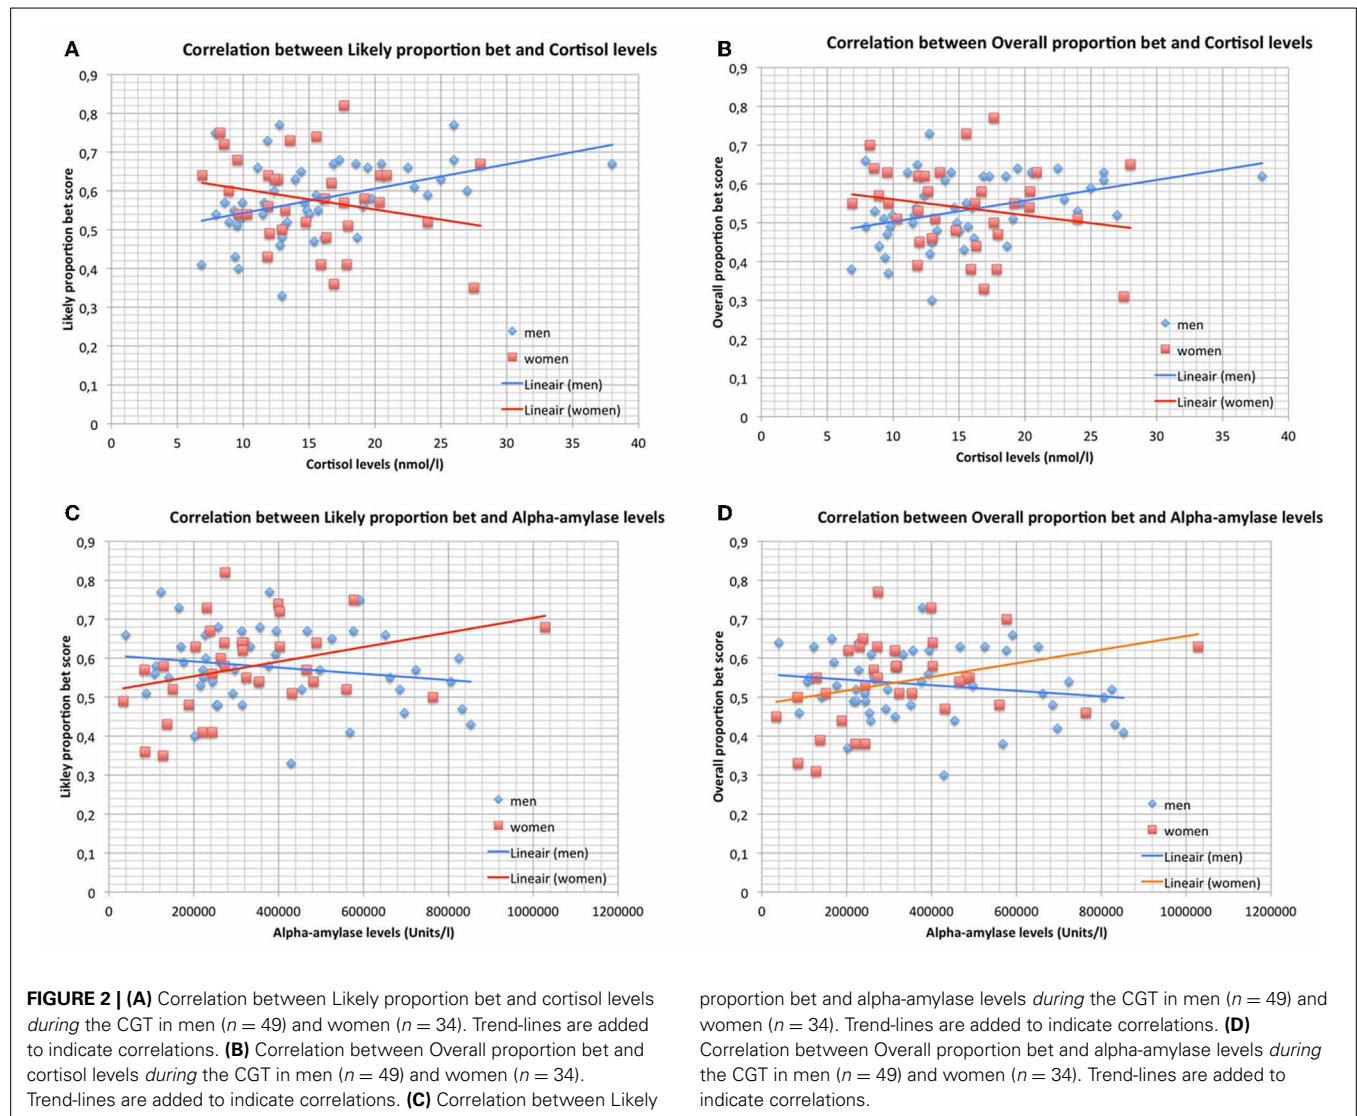 A
Correlation between Likely proportion bet and Cortisol levels
0,9
0,8
0,7
0,6
0,5
0,4
0,3
0,2
0,1
0
Likely proportion bet score
men
women
Lineair (men)
Lineair (women)
0 5 10 15 20 25 30 35 40
Cortisol levels (nmol/l)
B
Correlation between Overall proportion bet and Cortisol levels
0,9
0,8
0,7
0,6
0,5
0,4
0,3
0,2
0,1
0
Overall proportion bet score
men
women
Lineair (men)
Lineair (women)
0 5 10 15 20 25 30 35 40
Cortisol levels (nmol/l)
C
Correlation between Likely proportion bet and Alpha-amylase levels
0,9
0,8
0,7
0,6
0,5
0,4
0,3
0,2
0,1
0
Likley proportion bet score
men
women
Lineair (men)
Lineair (women)
0 200000 400000 600000 800000 1000000 1200000
Alpha-amylase levels (Units/l)
D
Correlation between Overall proportion bet and Alpha-amylase levels
0,9
0,8
0,7
0,6
0,5
0,4
0,3
0,2
0,1
0
Overall proportion bet score
men
women
Lineair (men)
Lineair (women)
0 200000 400000 600000 800000 1000000 1200000
Alpha-amylase levels (Units/l)
FIGURE 2 | (A) Correlation between Likely proportion bet and cortisol levels
during the CGT in men (n = 49) and women (n = 34). Trend-lines are added
to indicate correlations. (B) Correlation between Overall proportion bet and
cortisol levels during the CGT in men (n = 49) and women (n = 34).
Trend-lines are added to indicate correlations. (C) Correlation between Likely
proportion bet and alpha-amylase levels during the CGT in men (n = 49) and
women (n = 34). Trend-lines are added to indicate correlations. (D)
Correlation between Overall proportion bet and alpha-amylase levels during
the CGT in men (n = 49) and women (n = 34). Trend-lines are added to
indicate correlations.